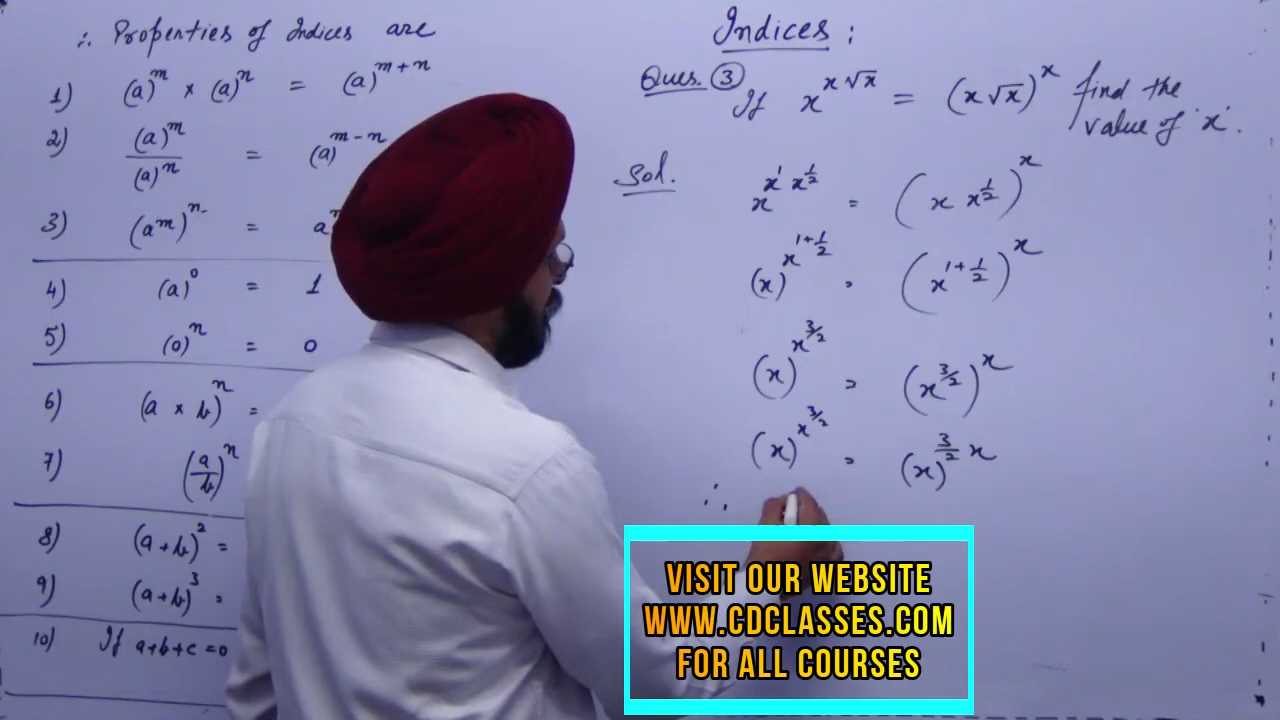 ∴ Properties of Indices are
1) (a)^m × (a)^n = (a)^(m+n)
2) (a)^m / (a)^n = (a)^(m-n)
3) (a^m)^n = a
4) (a)^0 = 1
5) (0)^n = 0
6) (a × b)^n =
7) (a/b)^n
8) (a+b)^2 =
9) (a+b)^3 =
10) If a+b+c=0
Indices :
Ques. ③ If x^(x√x) = (x√x)^x find the
value of 'x'.
Sol. x^(x^1 x^(1/2)) = (x x^(1/2))^x
(x)^(x^(1+1/2)) = (x^(1+1/2))^x
(x)^(x^(3/2)) = (x^(3/2))^x
(x)^(x^(3/2)) = (x)^(3/2 x)
∴
VISIT OUR WEBSITE
WWW.CDCLASSES.COM
FOR ALL COURSES